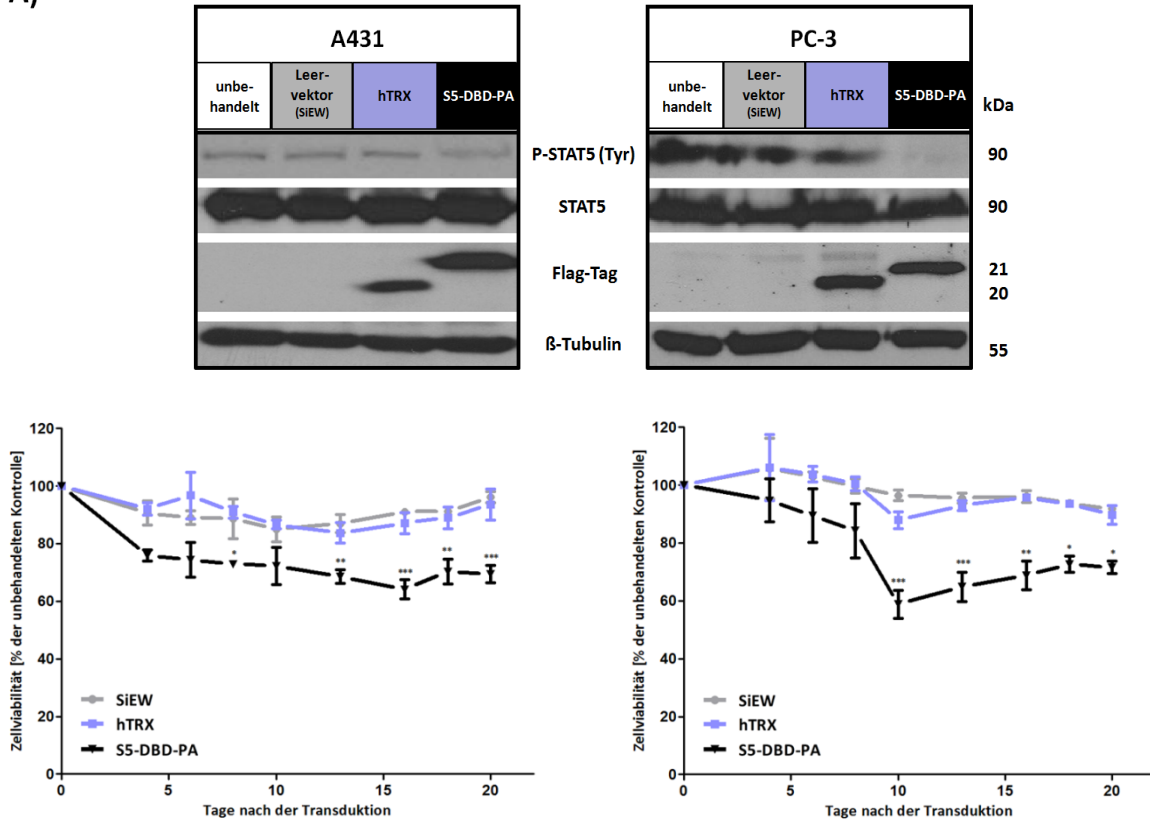 A431
unbe-
handelt
Leer-
vektor
(SiEW)
hTRX
S5-DBD-PA
PC-3
unbe-
handelt
Leer-
vektor
(SiEW)
hTRX
S5-DBD-PA
kDa
P-STAT5 (Tyr)
90
STAT5
90
Flag-Tag
21
20
ß-Tubulin
55
Zellviabilität [% der unbehandelten Kontrolle]
120
100
80
60
40
20
0
* ** *** ** ***
SiEW
hTRX
S5-DBD-PA
0 5 10 15 20
Tage nach der Transduktion
Zellviabilität [% der unbehandelten Kontrolle]
120
100
80
60
40
20
0
*** *** ** * *
SiEW
hTRX
S5-DBD-PA
0 5 10 15 20
Tage nach der Transduktion